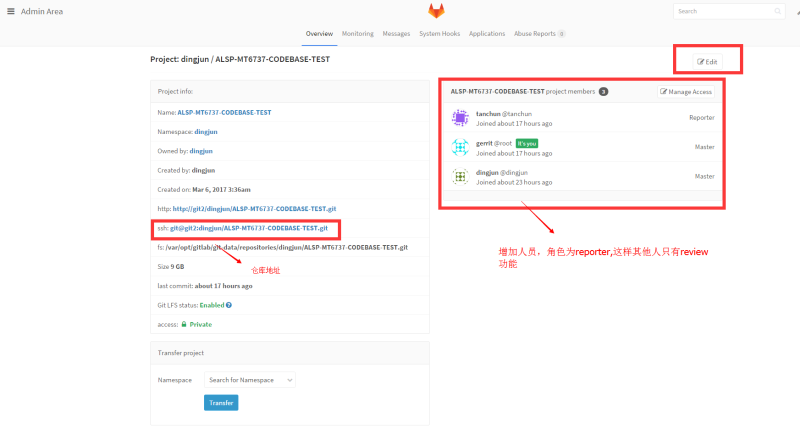 Admin Area
Search
Overview Monitoring Messages System Hooks Applications Abuse Reports 0
Project: dingjun / ALSP-MT6737-CODEBASE-TEST
Edit
Project info:
Name: ALSP-MT6737-CODEBASE-TEST
Namespace: dingjun
Owned by: dingjun
Created by: dingjun
Created on: Mar 6, 2017 3:36am
http: http://git2/dingjun/ALSP-MT6737-CODEBASE-TEST.git
ssh: git@git2:dingjun/ALSP-MT6737-CODEBASE-TEST.git
fs: /var/opt/gitlab/git-data/repositories/dingjun/ALSP-MT6737-CODEBASE-TEST.git
仓库地址
Size 9 GB
last commit: about 17 hours ago
Git LFS status: Enabled
access: Private
Transfer project
Namespace Search for Namespace
Transfer
ALSP-MT6737-CODEBASE-TEST project members 3 Manage Access
tanchun @tanchun
Joined about 17 hours ago
Reporter
gerrit @root It's you
Joined about 17 hours ago
Master
dingjun @dingjun
Joined about 23 hours ago
Master
增加人员，角色为reporter,这样其他人只有review
功能